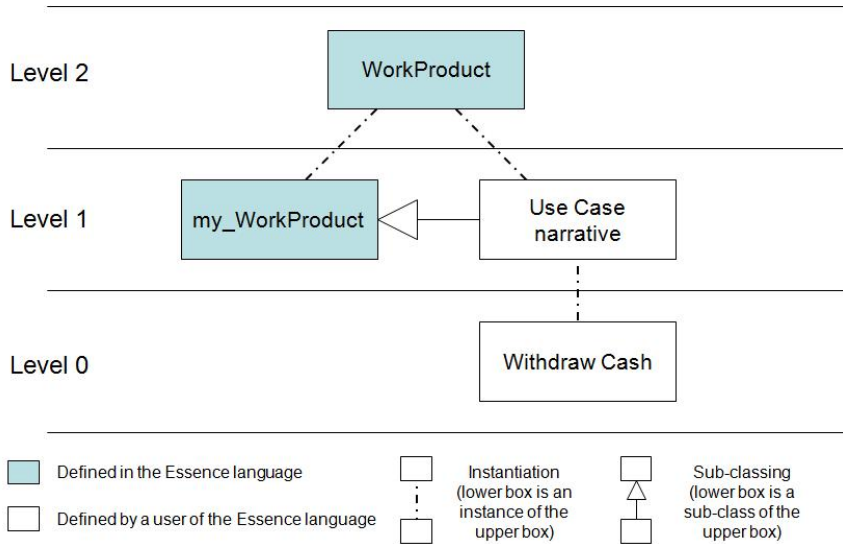 Level 2
WorkProduct
Level 1
my_WorkProduct
Use Case
narrative
Level 0
Withdraw Cash
Defined in the Essence language
Defined by a user of the Essence language
Instantiation
(lower box is an
instance of the
upper box)
Sub-classing
(lower box is a
sub-class of the
upper box)